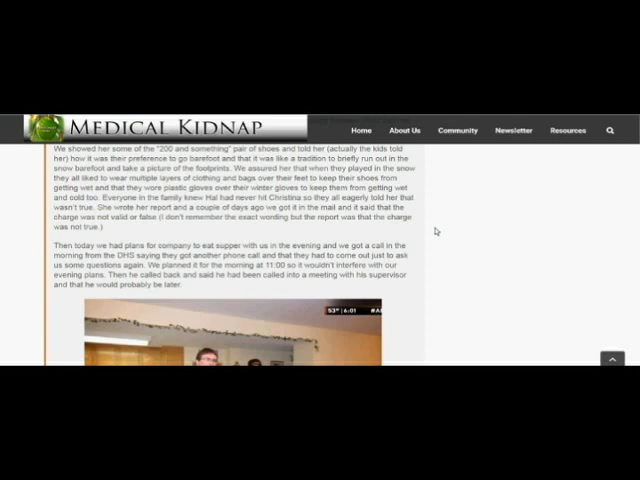 MEDICAL KIDNAP
Home About Us Community Newsletter Resources
We showed her some of the "200 and something" pair of shoes and told her (actually the kids told
her) how it was their preference to go barefoot and that it was like a tradition to briefly run out in the
snow barefoot and take a picture of the footprints. We assured her that when they played in the snow
they all liked to wear multiple layers of clothing and bags over their feet to keep their shoes from
getting wet and that they wore plastic gloves over their winter gloves to keep them from getting wet
and cold too. Everyone in the family knew Hal had never hit Christina so they all eagerly told her that
wasn't true. She wrote her report and a couple of days ago we got it in the mail and it said that the
charge was not valid or false (I don't remember the exact wording but the report was that the charge
was not true.)
Then today we had plans for company to eat supper with us in the evening and we got a call in the
morning from the DHS saying they got another phone call and that they had to come out just to ask
us some questions again. We planned it for the morning at 11:00 so it wouldn't interfere with our
evening plans. Then he called back and said he had been called into a meeting with his supervisor
and that he would probably be later.
53° 6:01